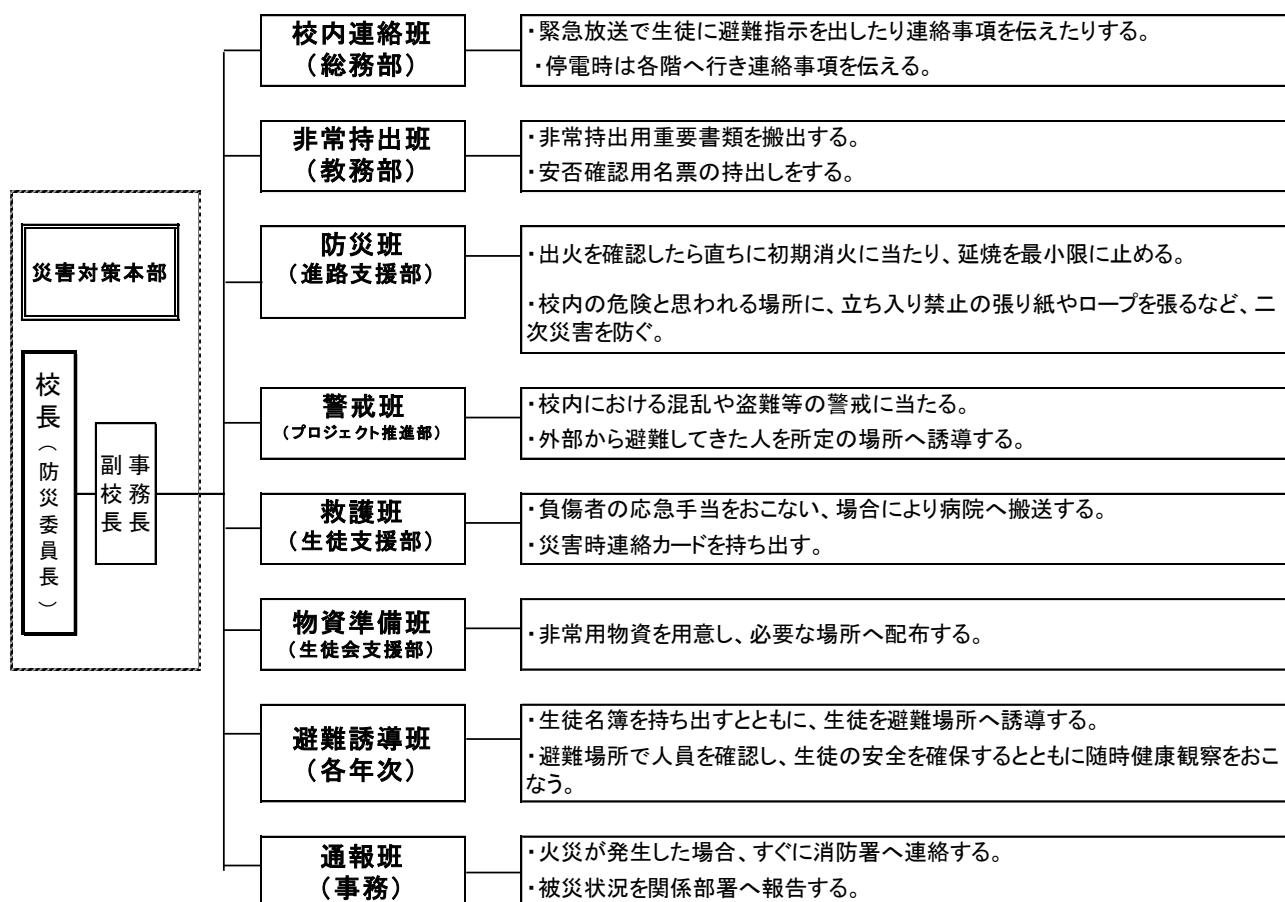 災害対策本部
校長（防災委員長）
副校長
事務長
校内連絡班
（総務部）
・緊急放送で生徒に避難指示を出したり連絡事項を伝えたりする。
・停電時は各階へ行き連絡事項を伝える。
非常持出班
（教務部）
・非常持出用重要書類を搬出する。
・安否確認用名票の持出しをする。
防災班
（進路支援部）
・出火を確認したら直ちに初期消火に当たり、延焼を最小限に止める。
・校内の危険と思われる場所に、立ち入り禁止の張り紙やロープを張るなど、二
次災害を防ぐ。
警戒班
（プロジェクト推進部）
・校内における混乱や盗難等の警戒に当たる。
・外部から避難してきた人を所定の場所へ誘導する。
救護班
（生徒支援部）
・負傷者の応急手当をおこない、場合により病院へ搬送する。
・災害時連絡カードを持ち出す。
物資準備班
（生徒会支援部）
・非常用物資を用意し、必要な場所へ配布する。
避難誘導班
（各年次）
・生徒名簿を持ち出すとともに、生徒を避難場所へ誘導する。
・避難場所で人員を確認し、生徒の安全を確保するとともに随時健康観察をおこ
なう。
通報班
（事務）
・火災が発生した場合、すぐに消防署へ連絡する。
・被災状況を関係部署へ報告する。